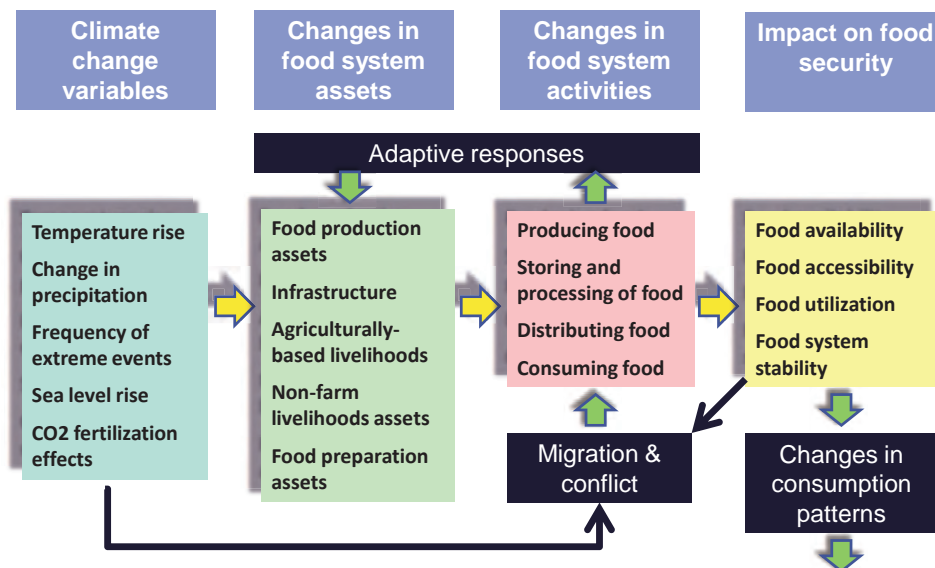 Climate
change
variables
Changes in
food system
assets
Changes in
food system
activities
Impact on food
security
Adaptive responses
Temperature rise
Change in
precipitation
Frequency of
extreme events
Sea level rise
CO2 fertilization
effects
Food production
assets
Infrastructure
Agriculturally-
based livelihoods
Non-farm
livelihoods assets
Food preparation
assets
Producing food
Storing and
processing of food
Distributing food
Consuming food
Food availability
Food accessibility
Food utilization
Food system
stability
Migration &
conflict
Changes in
consumption
patterns